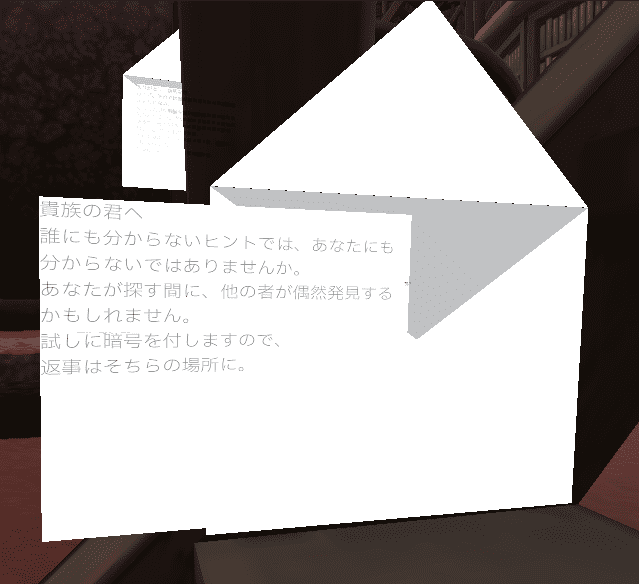 貴族の君へ
誰にも分からないヒントでは、あなたにも
分からないではありませんか。
あなたが探す間に、他の者が偶然発見する
かもしれません。
試しに暗号を付しますので、
返事はそちらの場所に。